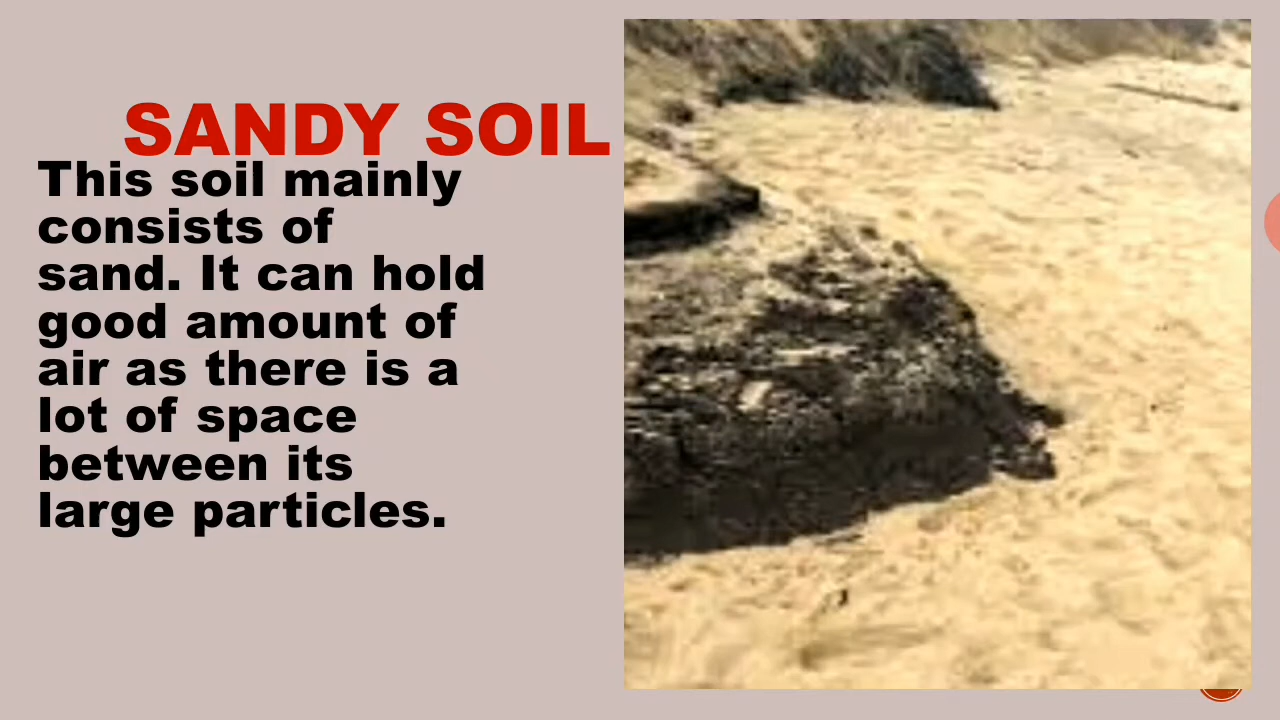 SANDY SOIL
This soil mainly
consists of
sand. It can hold
good amount of
air as there is a
lot of space
between its
large particles.